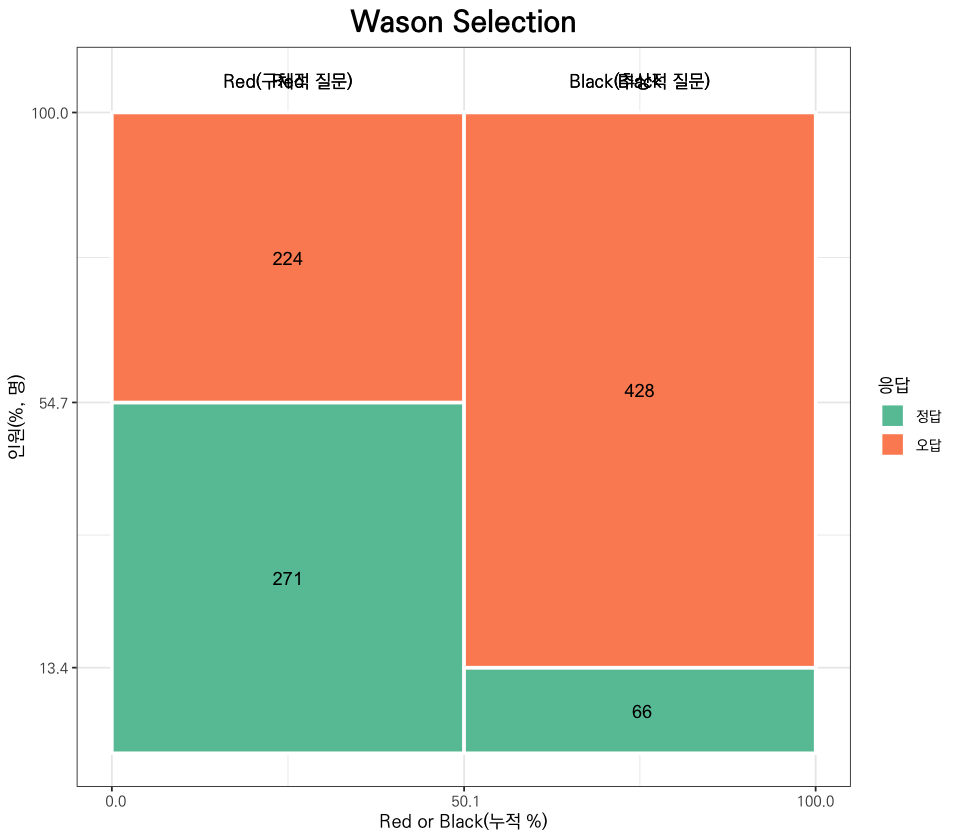 Wason Selection
Red(구체적 질문)
Red
Black(추상적 질문)
Black
100.0
224
428
응답
정답
오답
인원(%, 명)
54.7
271
13.4
66
0.0
50.1
100.0
Red or Black(누적 %)